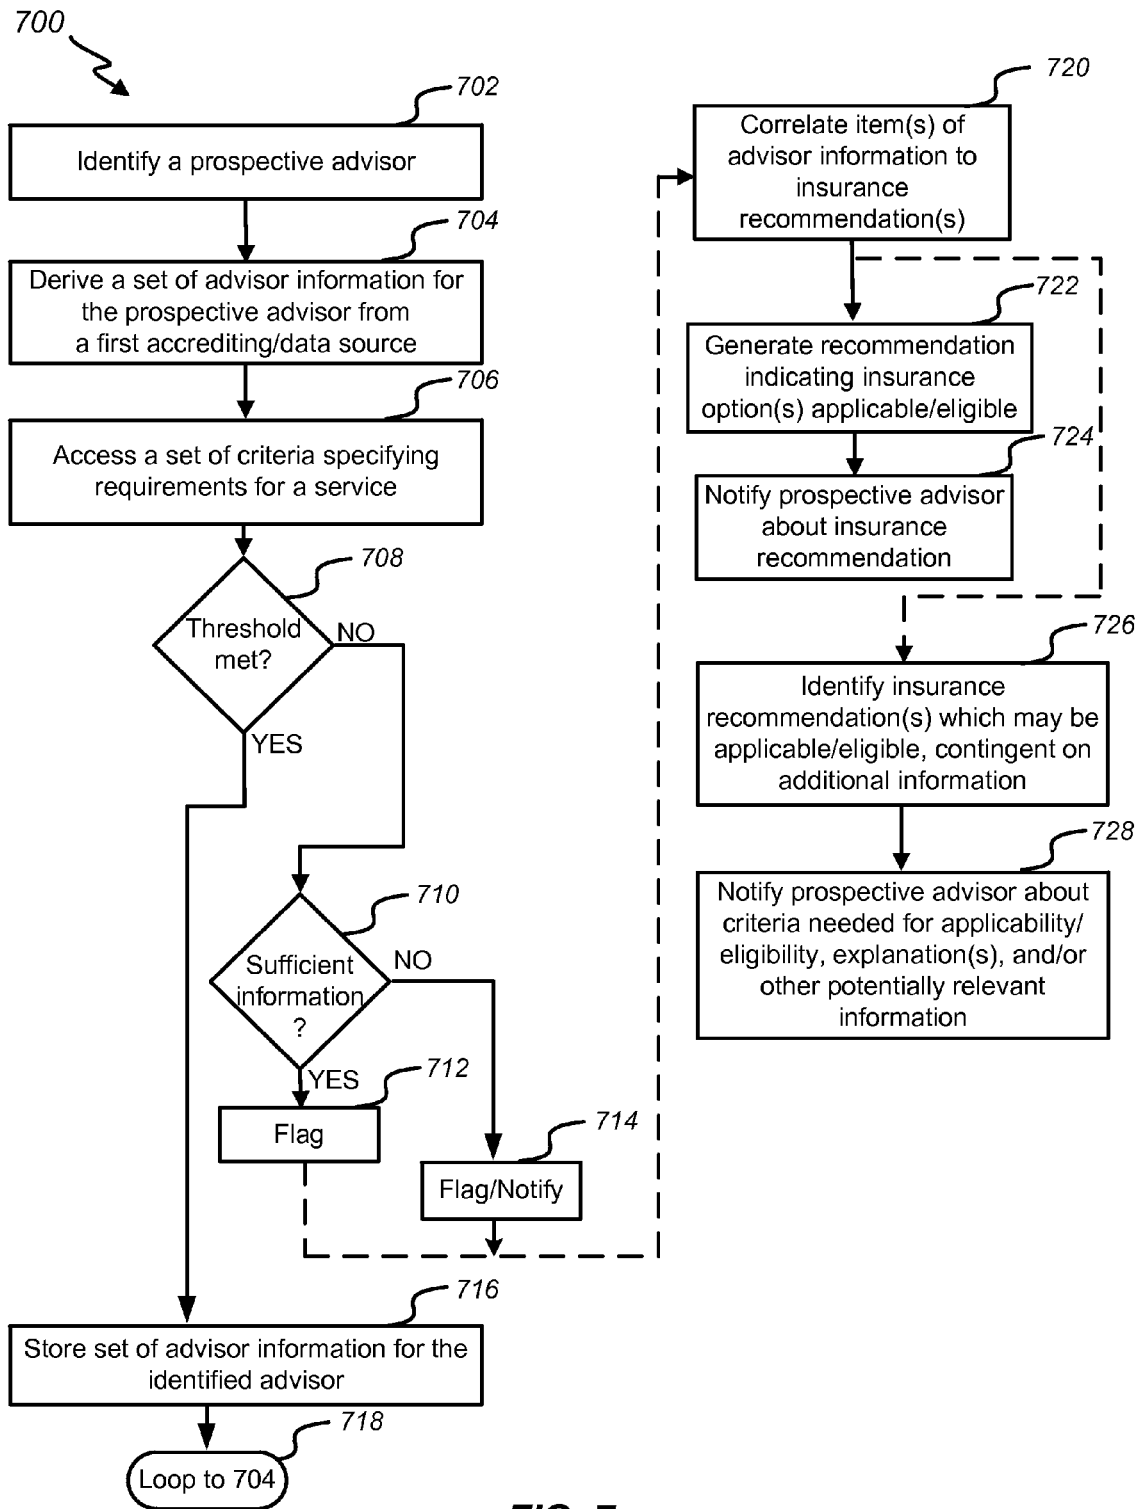 700
702
Identify a prospective advisor
704
Derive a set of advisor information for
the prospective advisor from
a first accrediting/data source
706
Access a set of criteria specifying
requirements for a service
708
Threshold
met?
NO
YES
710
Sufficient
information
?
NO
YES
712
Flag
714
Flag/Notify
716
Store set of advisor information for the
identified advisor
718
Loop to 704
720
Correlate item(s) of
advisor information to
insurance
recommendation(s)
722
Generate recommendation
indicating insurance
option(s) applicable/eligible
724
Notify prospective advisor
about insurance
recommendation
726
Identify insurance
recommendation(s) which may be
applicable/eligible, contingent on
additional information
728
Notify prospective advisor about
criteria needed for applicability/
eligibility, explanation(s), and/or
other potentially relevant
information